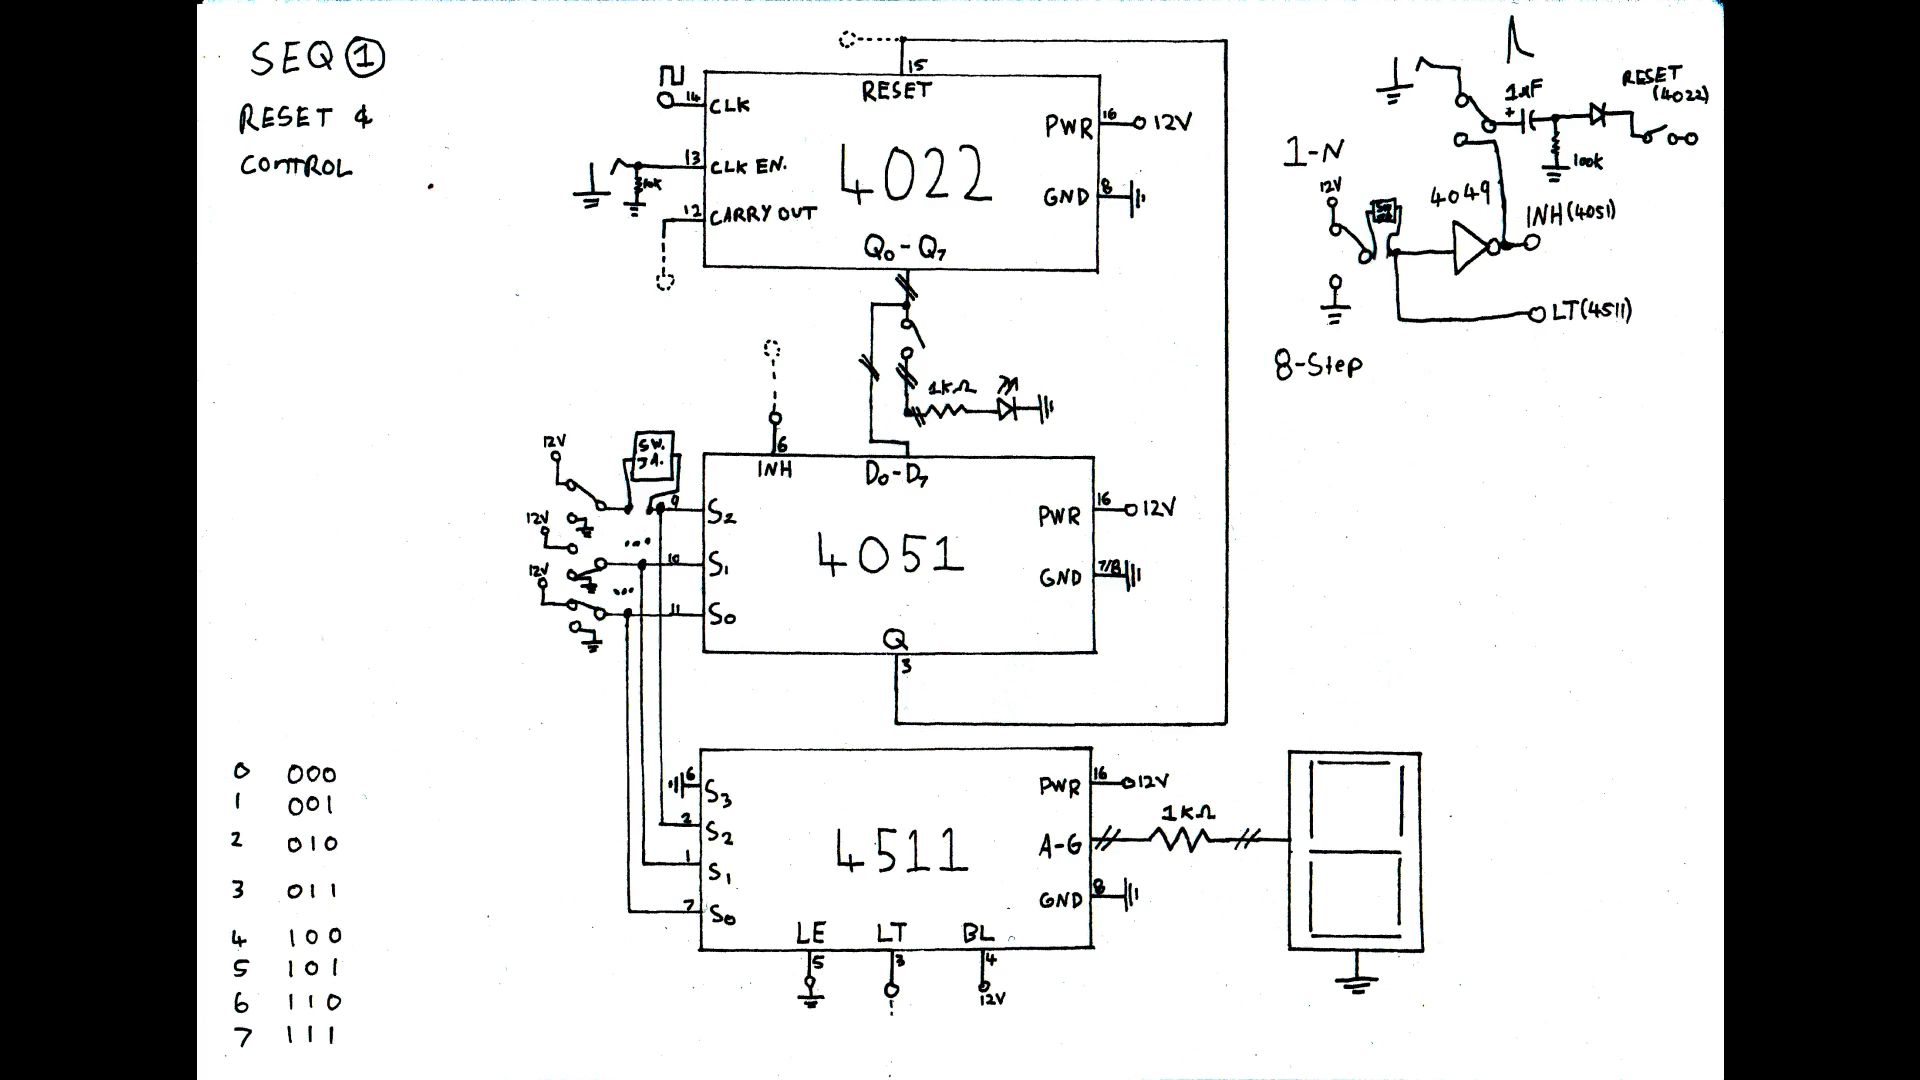 SEQ ①
RESET &
CONTROL
15
RESET
14 CLK
13 CLK EN.
10K
12 CARRY OUT
4022
PWR 16 12V
GND 8
Q0 - Q7
1KΩ
6
INH
D0-D7
12V
SW.
9 S2
12V
...
10 S1
12V
...
11 S0
4051
PWR 16 12V
GND 7/8
Q
3
6 S3
2 S2
1 S1
7 S0
4511
PWR 16 12V
A-G
1KΩ
GND 8
LE LT BL
5 3 4
12V
0 000
1 001
2 010
3 011
4 100
5 101
6 110
7 111
RESET
(4022)
1uF
+
100k
1-N
12V
4049
INH(4051)
LT(4511)
8-Step